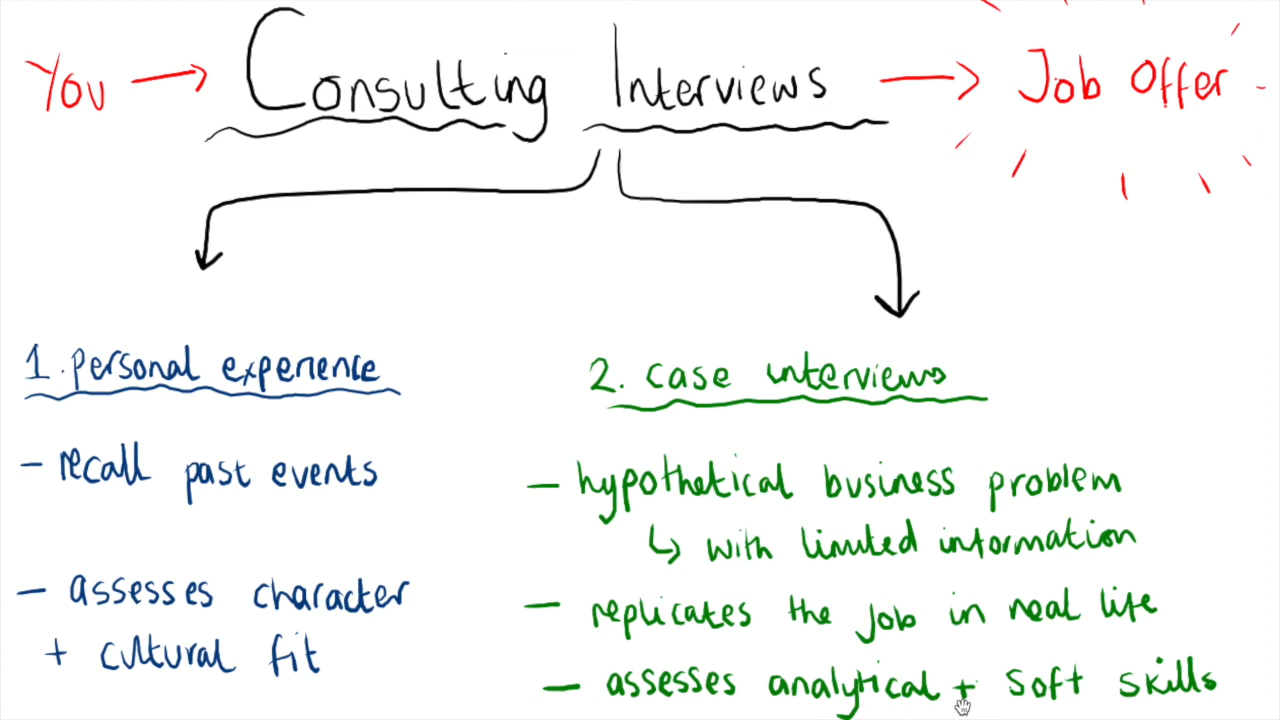 You → Consulting Interviews → Job Offer
1. personal experience
- recall past events
- assesses character
+ cultural fit
2. case interviews
- hypothetical business problem
↳ with limited information
- replicates the job in real life
- assesses analytical + soft skills